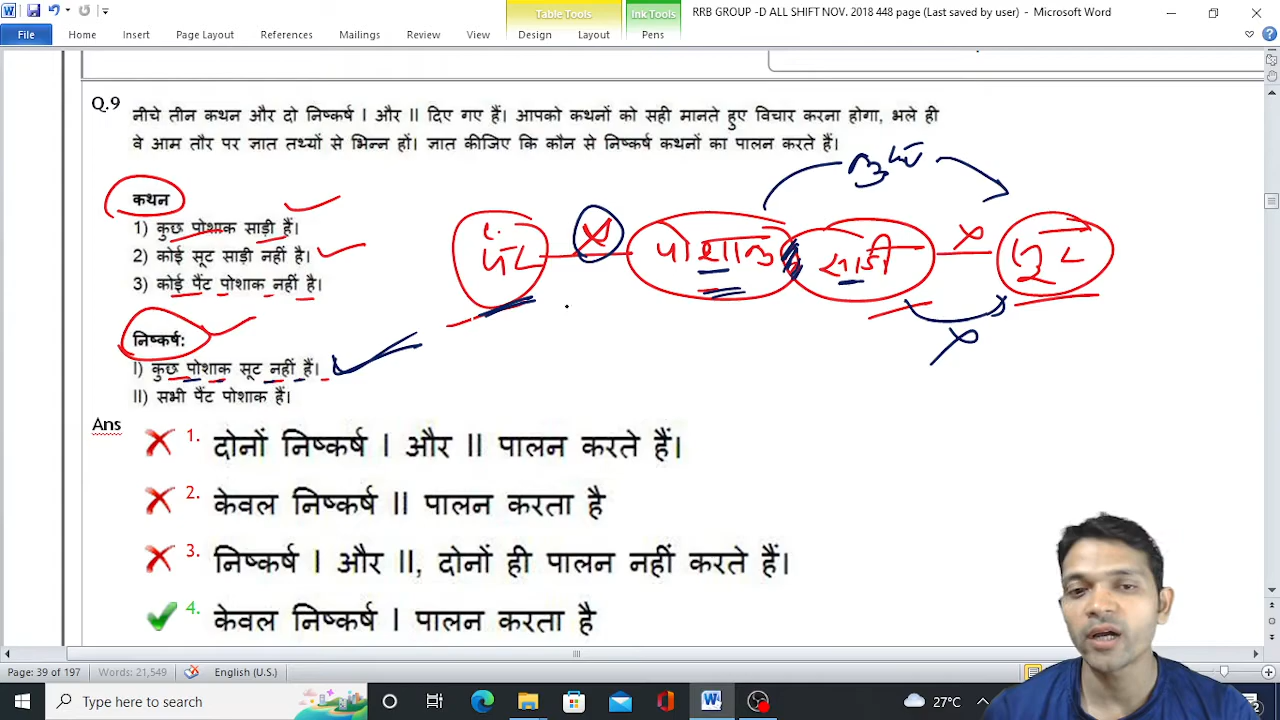 Table Tools
Ink Tools
RRB GROUP -D ALL SHIFT NOV. 2018 448 page (Last saved by user) - Microsoft Word
File Home Insert Page Layout References Mailings Review View Design Layout Pens
Q.9
नीचे तीन कथन और दो निष्कर्ष I और II दिए गए हैं। आपको कथनों को सही मानते हुए विचार करना होगा, भले ही
वे आम तौर पर ज्ञात तथ्यों से भिन्न हों। ज्ञात कीजिए कि कौन से निष्कर्ष कथनों का पालन करते हैं।
कथन
1) कुछ पोशाक साड़ी हैं।
2) कोई सूट साड़ी नहीं है।
3) कोई पैंट पोशाक नहीं है।
पोशाक साडी
निष्कर्ष:
I) कुछ पोशाक सूट नहीं हैं।
II) सभी पैंट पोशाक हैं।
Ans
1. दोनों निष्कर्ष I और II पालन करते हैं।
2. केवल निष्कर्ष II पालन करता है
3. निष्कर्ष I और II, दोनों ही पालन नहीं करते हैं।
4. केवल निष्कर्ष I पालन करता है
Page: 39 of 197 Words: 21,549 English (U.S.)
Type here to search
27°C